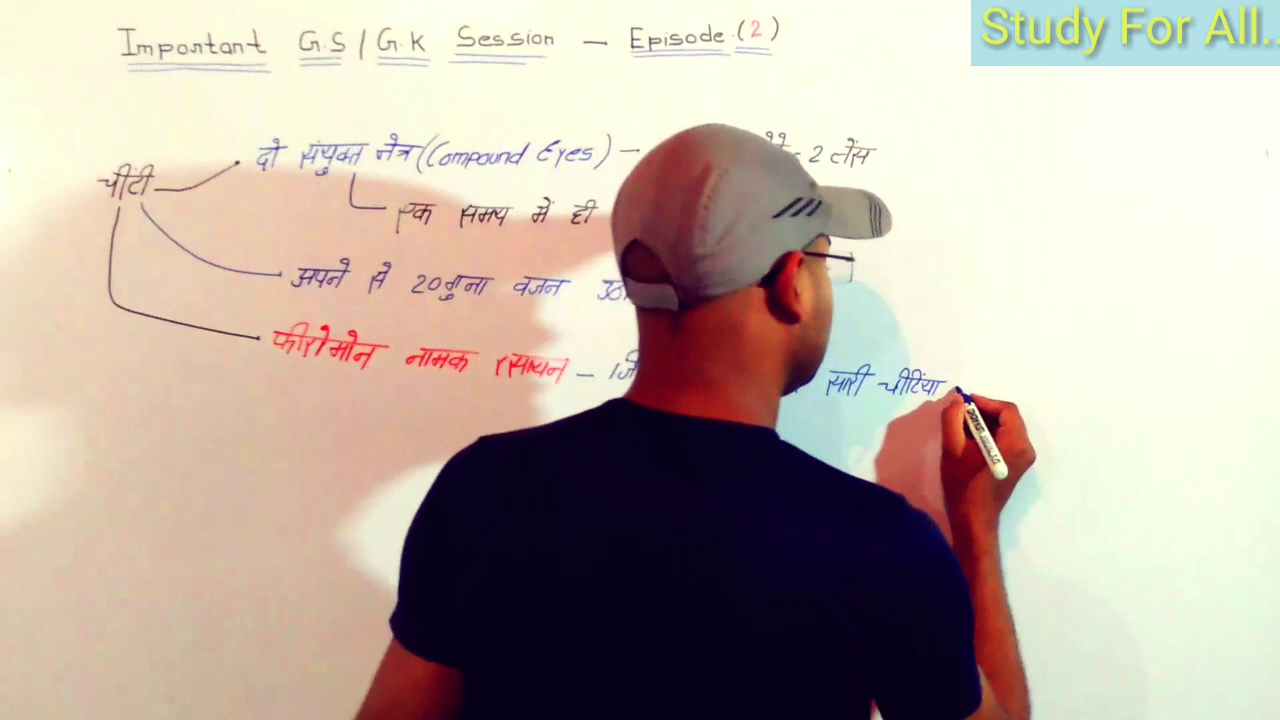 Study For All..
Important G.S / G.K Session – Episode.(2)
दो संयुक्त नेत्र (Compound Eyes) – - 2 लेंस
चींटी
एक समय में ही
अपने से 20 गुना वजन
फीरोमोन नामक रसायन – सारी चींटिंया